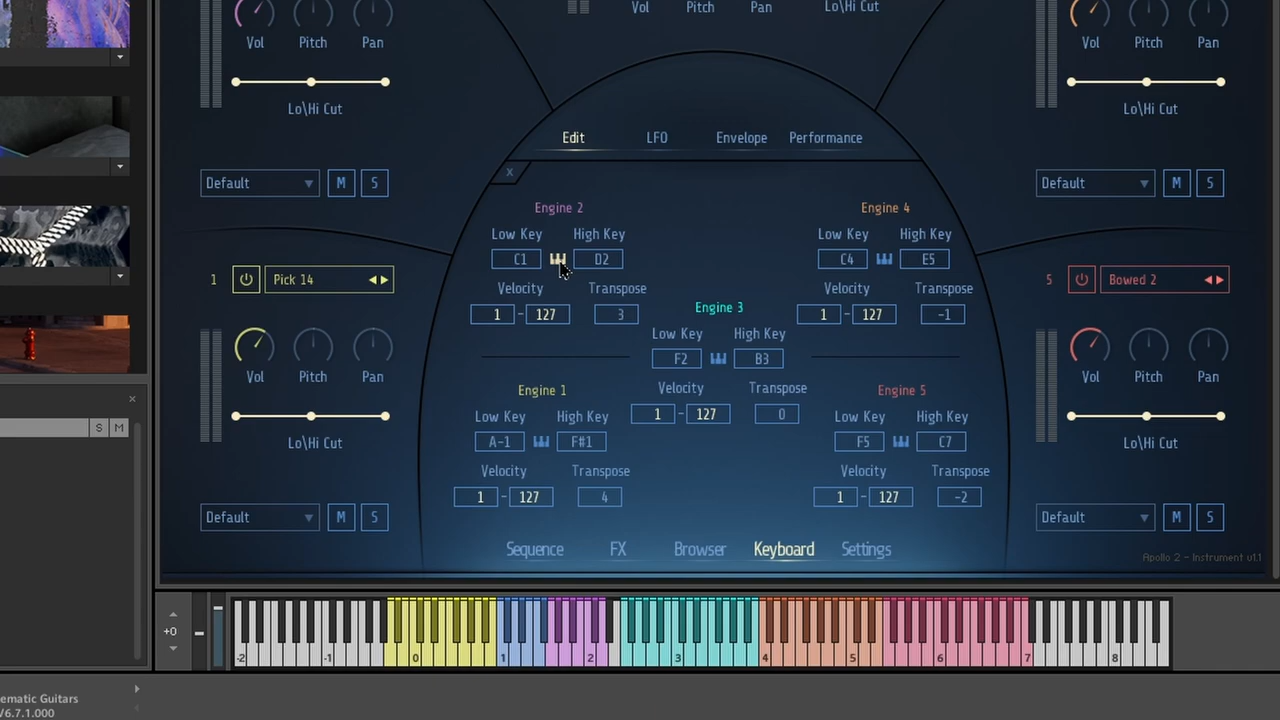 Vol Pitch Pan
Lo\Hi Cut
Default M S
1 Pick 14
Vol Pitch Pan
Lo\Hi Cut
Default M S
Vol Pitch Pan Lo\Hi Cut
Edit LFO Envelope Performance
x
Engine 2
Low Key High Key
C1 D2
Velocity Transpose
1 - 127 3
Engine 4
Low Key High Key
C4 E5
Velocity Transpose
1 - 127 -1
Engine 3
Low Key High Key
F2 B3
Velocity Transpose
1 - 127 0
Engine 1
Low Key High Key
A-1 F#1
Velocity Transpose
1 - 127 4
Engine 5
Low Key High Key
F5 C7
Velocity Transpose
1 - 127 -2
Sequence FX Browser Keyboard Settings
Vol Pitch Pan
Lo\Hi Cut
Default M S
5 Bowed 2
Vol Pitch Pan
Lo\Hi Cut
Default M S
Apollo 2 - Instrument v1.1
×
S M
+0
-2 -1 0 1 2 3 4 5 6 7 8
ematic Guitars
V6.7.1.000